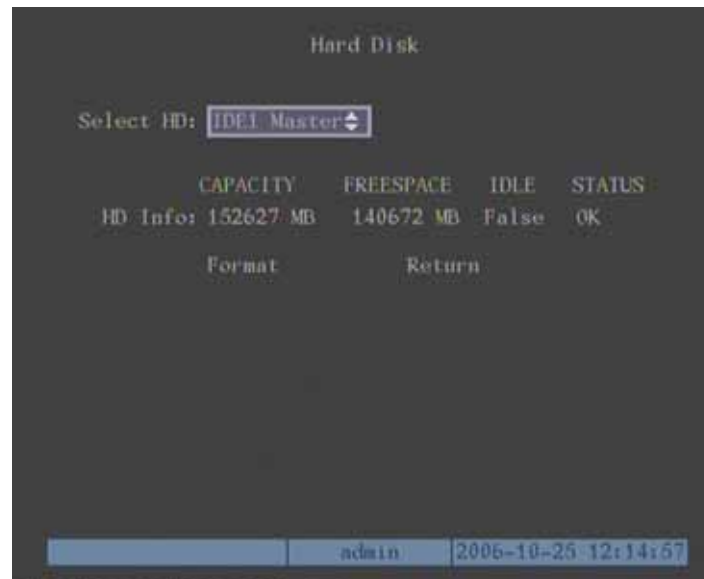 Hard Disk
Select HD: IDE1 Master
CAPACITY FREESPACE IDLE STATUS
HD Info: 152627 MB 140672 MB False OK
Format Return
admin 2006-10-25 12:14:57